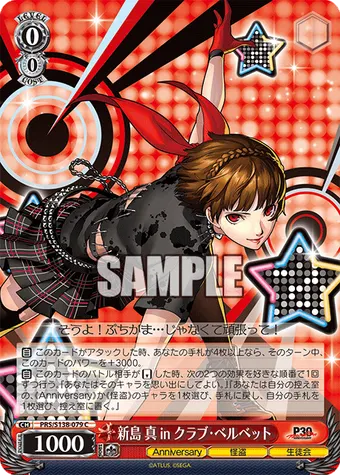 LEVEL
0
0
COST
SAMPLE
そうよ！ぶちかま…じゃなくて頑張って！
自 このカードがアタックした時、あなたの手札が4枚以上なら、そのターン中、
このカードのパワーを＋3000。
自 このカードのバトル相手が【リバース】した時、次の2つの効果を好きな順番で1回
ずつ行う。『あなたはそのキャラを思い出にしてよい。』『あなたは自分の控え室
の、《Anniversary》か《怪盗》のキャラを1枚選び、手札に戻し、自分の手札を1枚
選び、控え室に置く。』
CH
PRS/S138-079 C
1000
新島 真 in クラブ・ベルベット
P30
Anniversary
怪盗
生徒会
©ATLUS. ©SEGA.